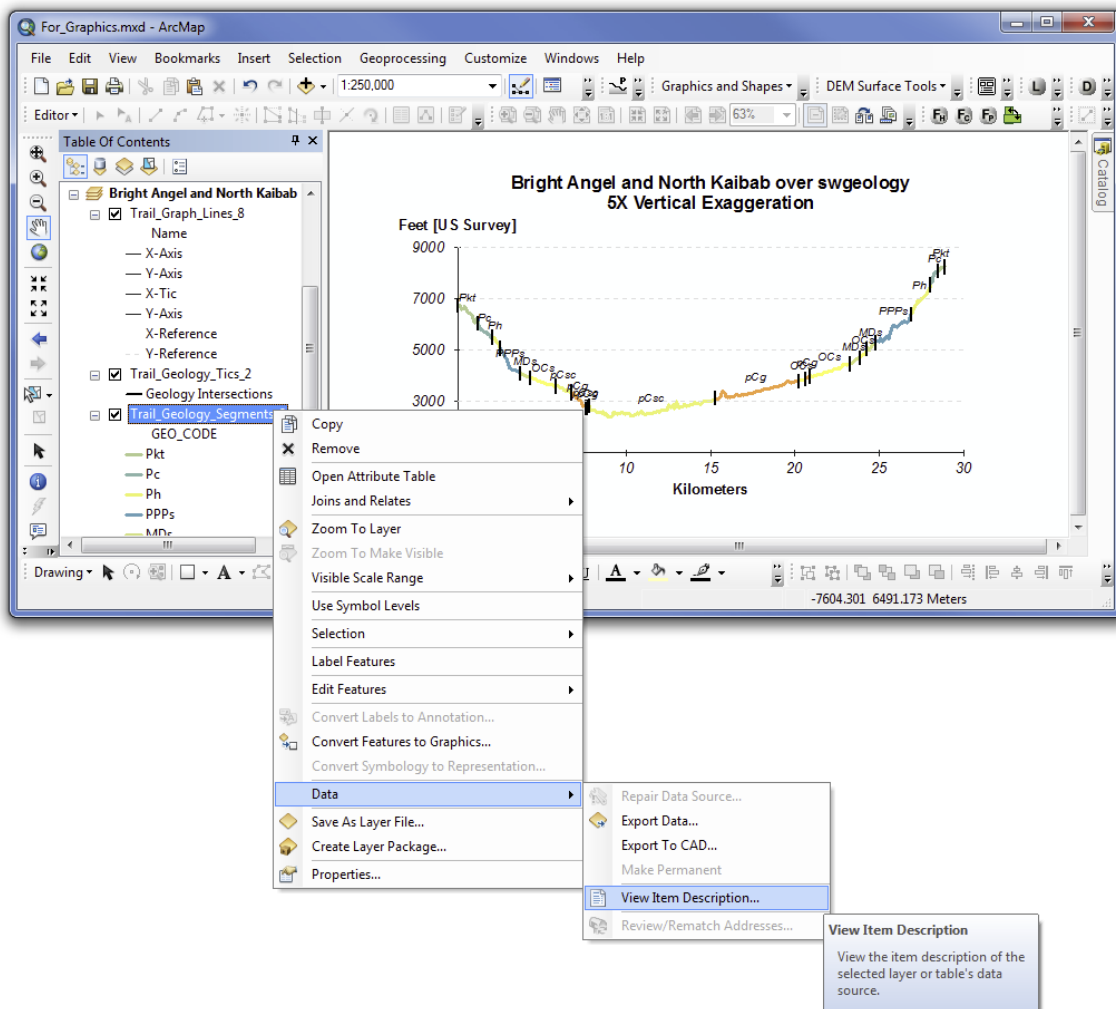 For_Graphics.mxd - ArcMap
File Edit View Bookmarks Insert Selection Geoprocessing Customize Windows Help
1:250,000 Graphics and Shapes DEM Surface Tools L D
Editor 63%
Table Of Contents
Catalog
Bright Angel and North Kaibab
Trail_Graph_Lines_8
Name
X-Axis
Y-Axis
X-Tic
Y-Axis
X-Reference
Y-Reference
Trail_Geology_Tics_2
Geology Intersections
Trail_Geology_Segments
GEO_CODE
Pkt
Pc
Ph
PPPs
MDs
Bright Angel and North Kaibab over swgeology
5X Vertical Exaggeration
Feet [US Survey]
9000
7000
5000
3000
Pkt
Pc
Ph
PPPs
MDs
OCs
pCsc
pCg
pCsc
pCg
OCs
MDs
OCs
MDs
PPPs
Ph
Pc
Pkt
10 15 20 25 30
Kilometers
Drawing A A
-7604.301 6491.173 Meters
Copy
Remove
Open Attribute Table
Joins and Relates
Zoom To Layer
Zoom To Make Visible
Visible Scale Range
Use Symbol Levels
Selection
Label Features
Edit Features
Convert Labels to Annotation...
Convert Features to Graphics...
Convert Symbology to Representation...
Data
Save As Layer File...
Create Layer Package...
Properties...
Repair Data Source...
Export Data...
Export To CAD...
Make Permanent
View Item Description...
Review/Rematch Addresses...
View Item Description
View the item description of the
selected layer or table's data
source.